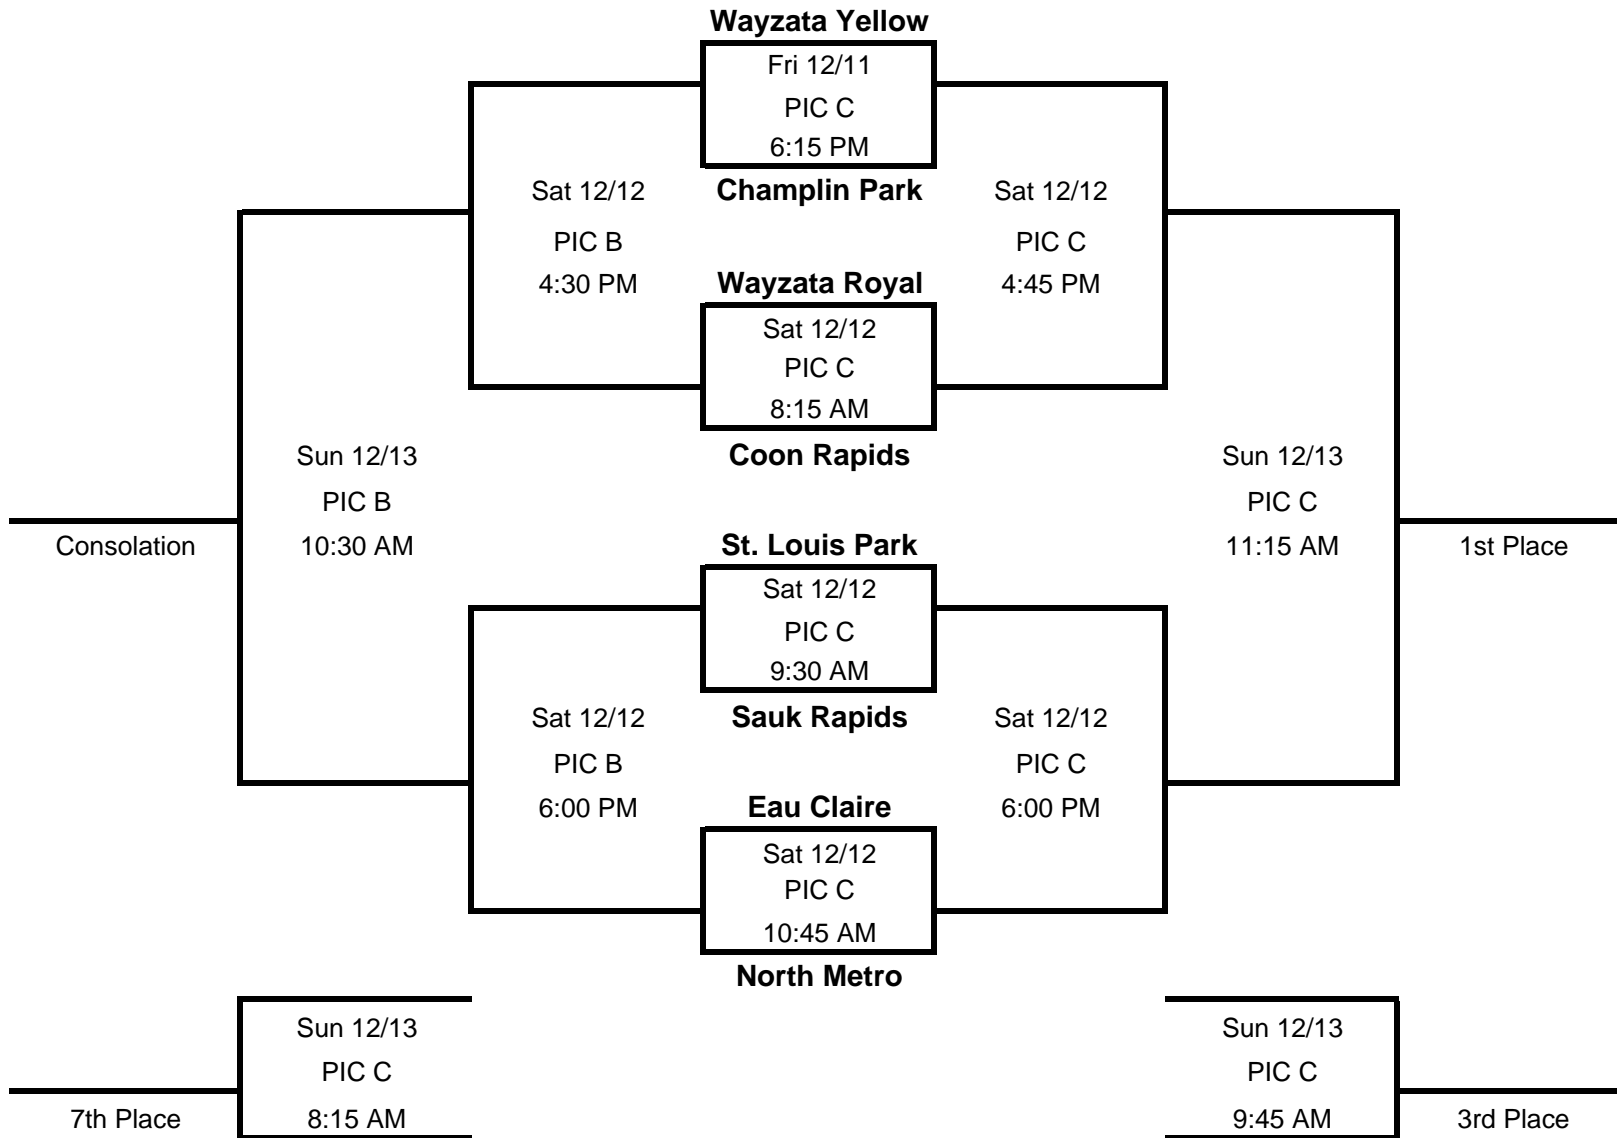 Wayzata Yellow
Fri 12/11
PIC C
6:15 PM
Champlin Park
Sat 12/12
PIC B
4:30 PM
Sat 12/12
PIC C
4:45 PM
Wayzata Royal
Sat 12/12
PIC C
8:15 AM
Coon Rapids
Sun 12/13
PIC B
10:30 AM
Consolation
Sun 12/13
PIC C
11:15 AM
1st Place
St. Louis Park
Sat 12/12
PIC C
9:30 AM
Sauk Rapids
Sat 12/12
PIC B
6:00 PM
Sat 12/12
PIC C
6:00 PM
Eau Claire
Sat 12/12
PIC C
10:45 AM
North Metro
Sun 12/13
PIC C
8:15 AM
7th Place
Sun 12/13
PIC C
9:45 AM
3rd Place